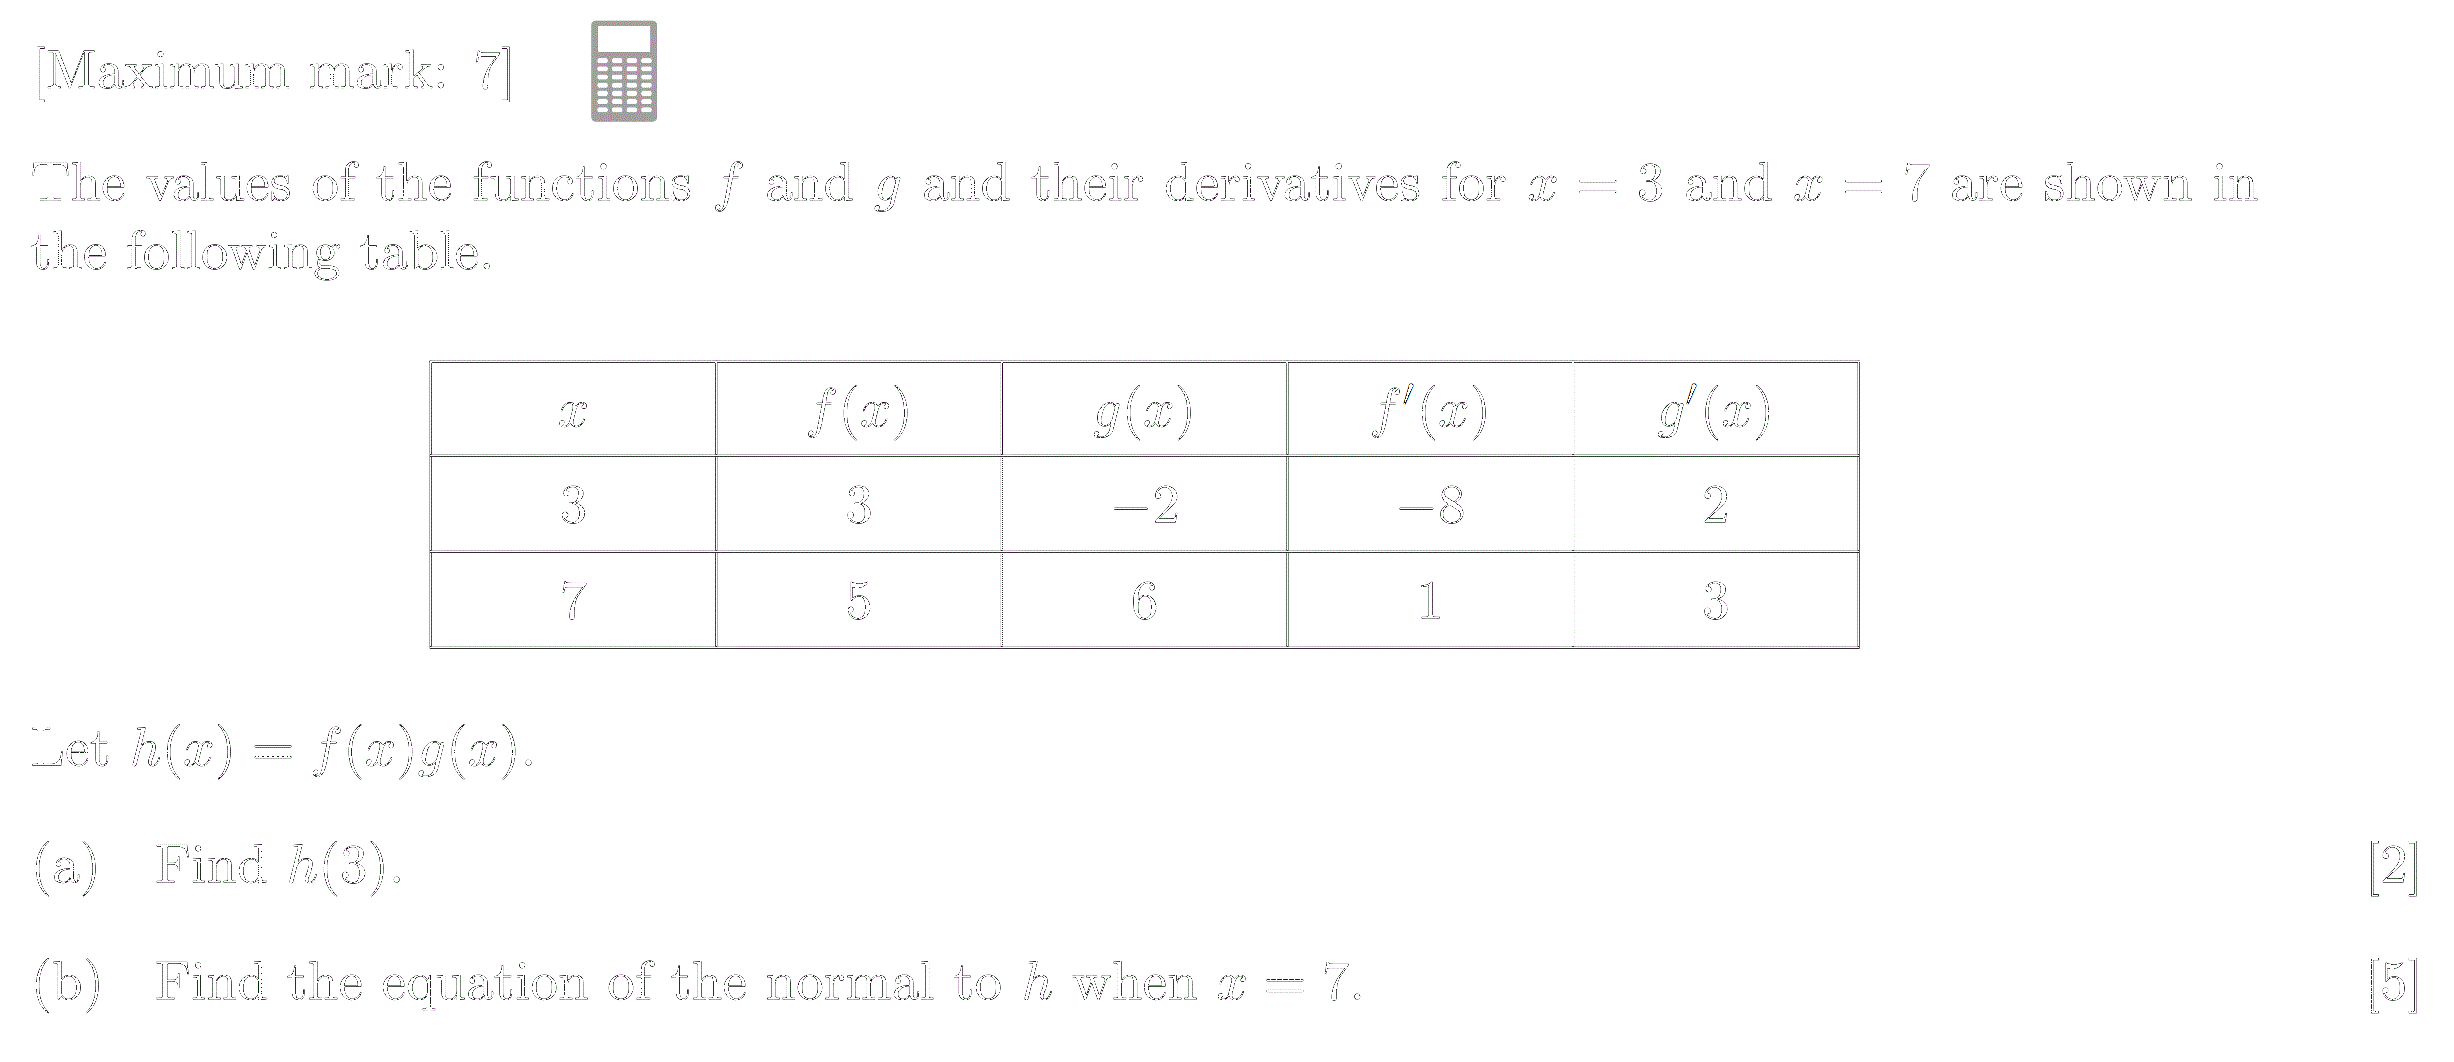 [Maximum mark: 7]
The values of the functions f and g and their derivatives for x = 3 and x = 7 are shown in
the following table.
x f(x) g(x) f′(x) g′(x)
3 3 −2 −8 2
7 5 6 1 3
Let h(x) = f(x)g(x).
(a) Find h(3). [2]
(b) Find the equation of the normal to h when x = 7. [5]